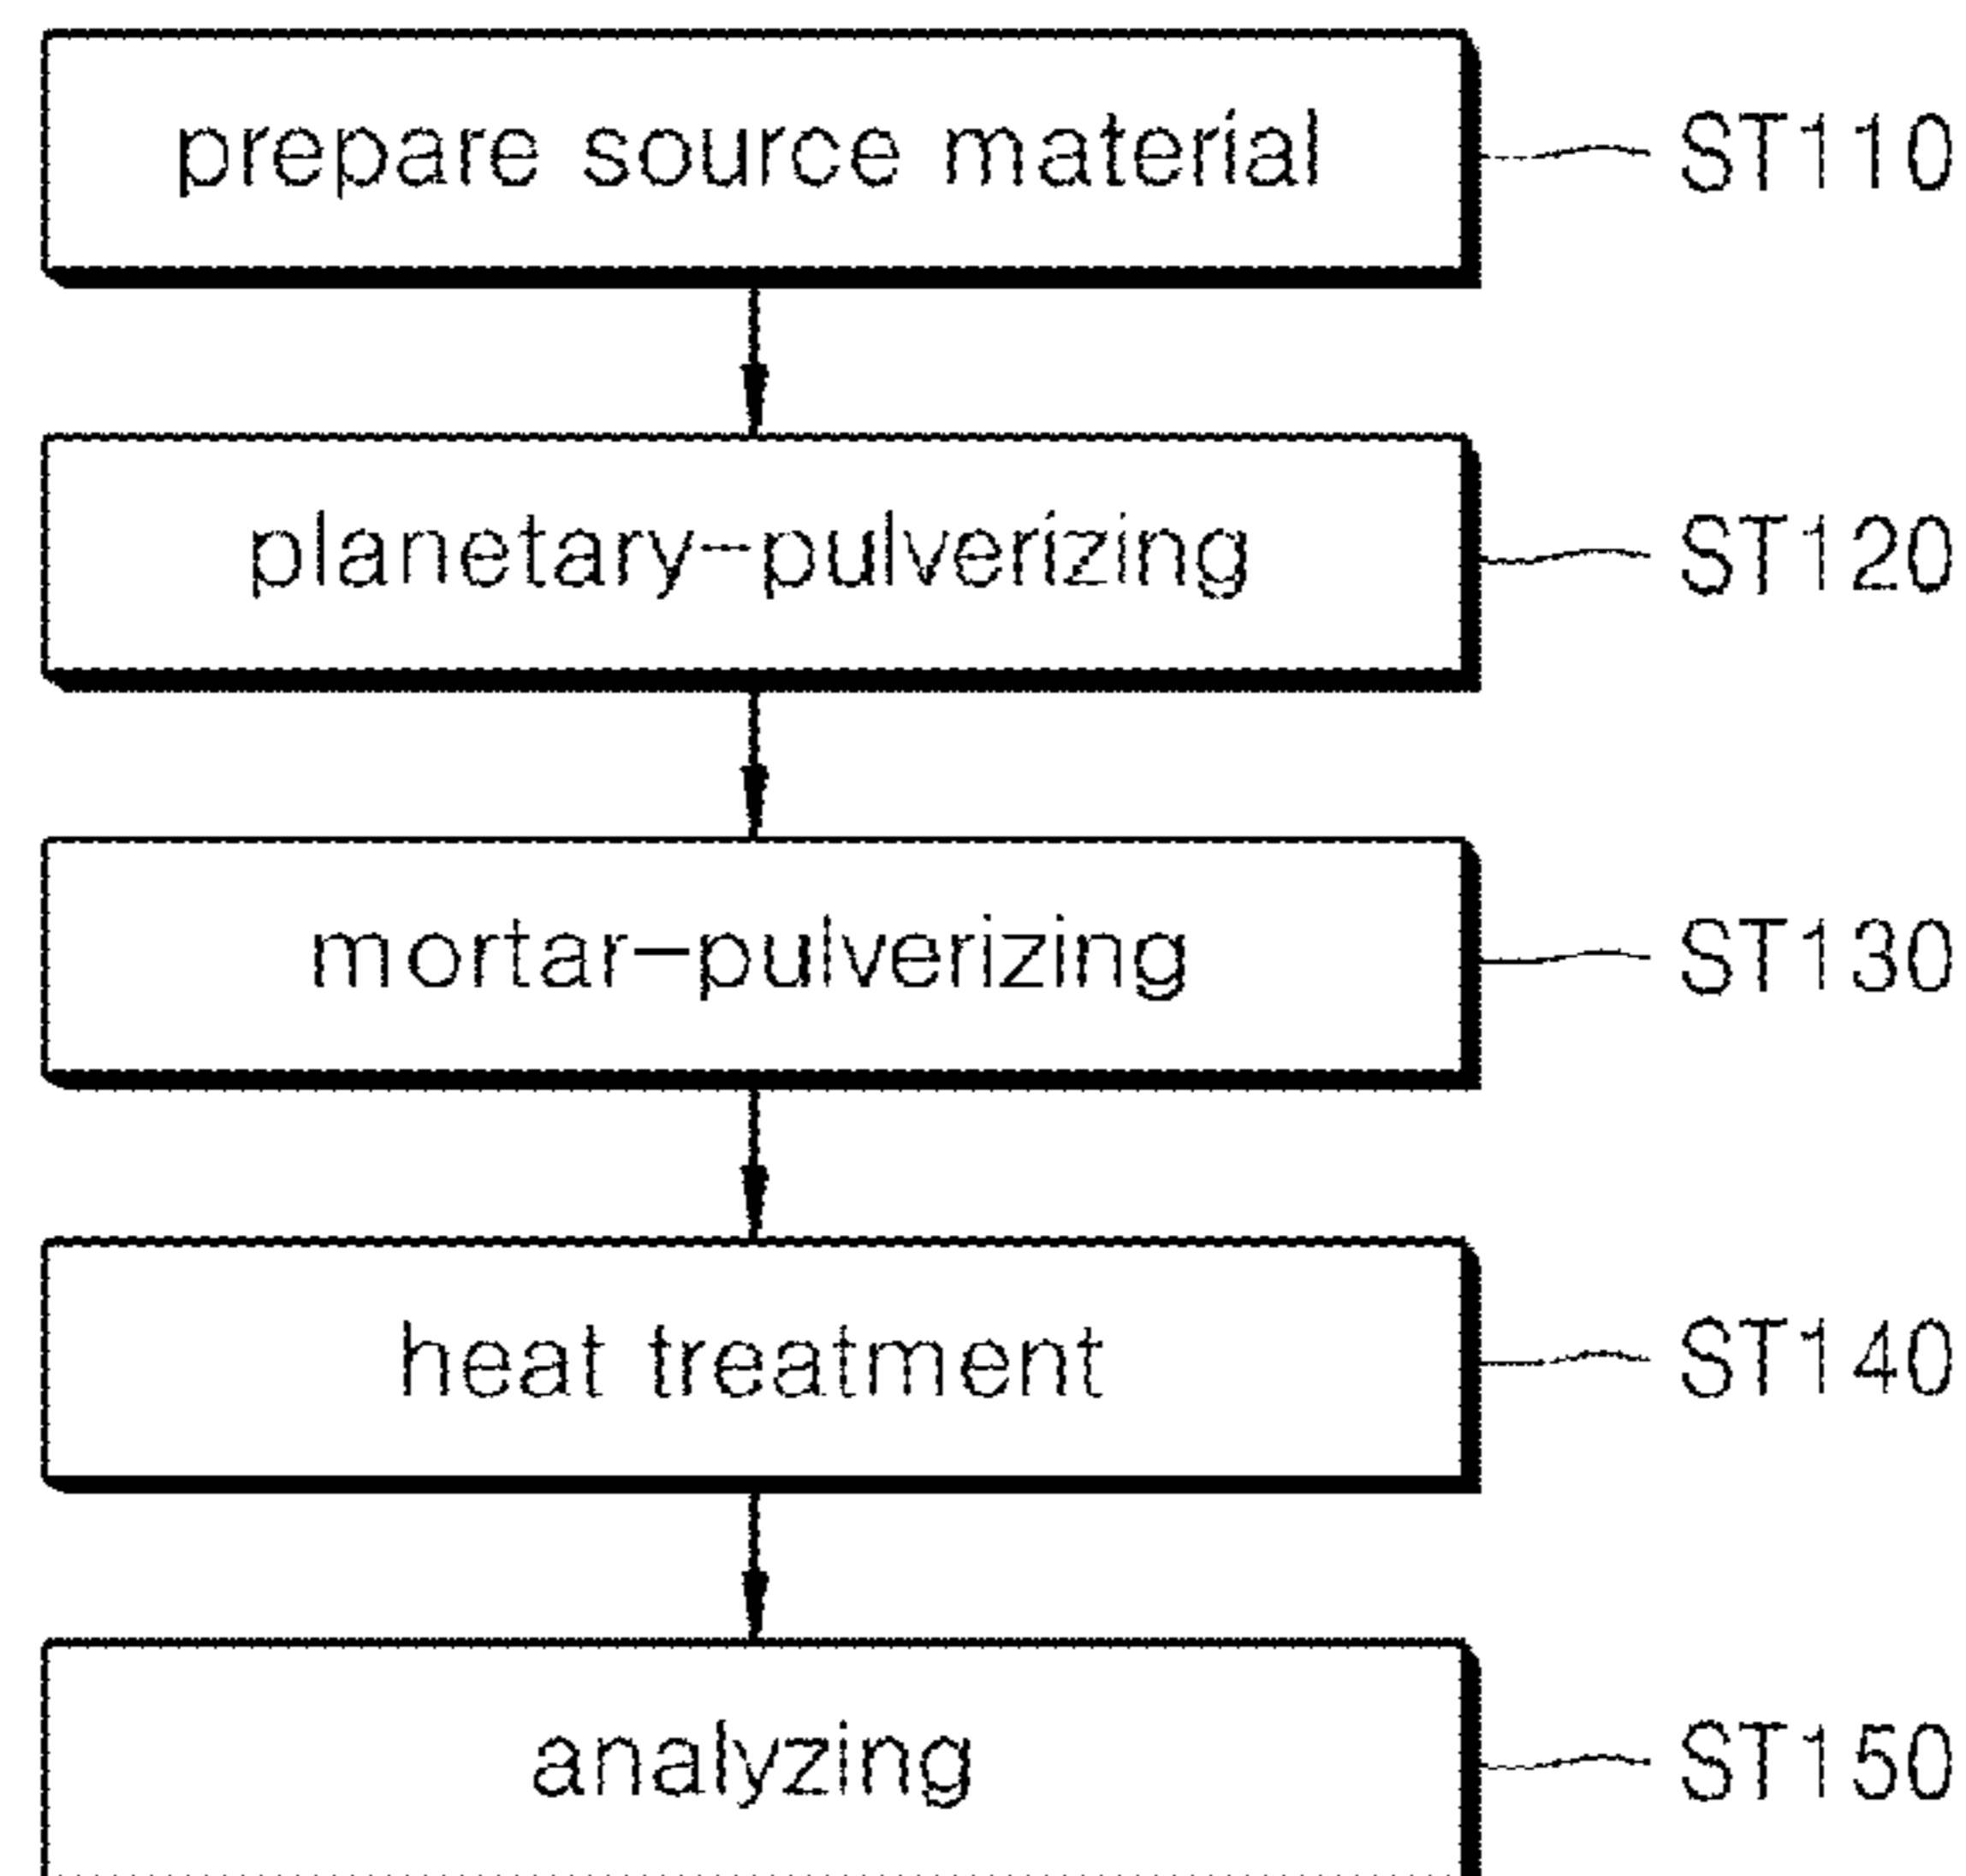 prepare source material ST110
planetary-pulverizing ST120
mortar-pulverizing ST130
heat treatment ST140
analyzing ST150